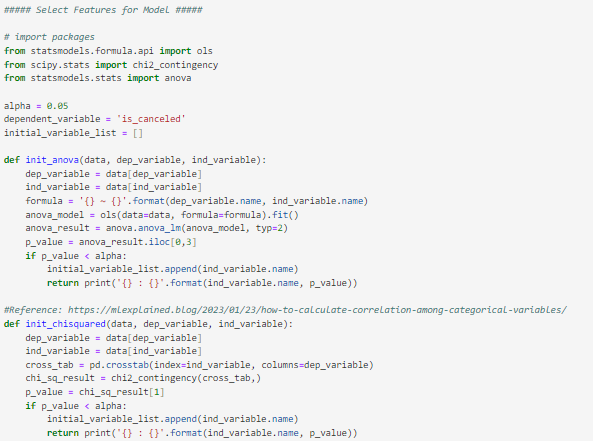 ##### Select Features for Model #####

# import packages
from statsmodels.formula.api import ols
from scipy.stats import chi2_contingency
from statsmodels.stats import anova

alpha = 0.05
dependent_variable = 'is_canceled'
initial_variable_list = []

def init_anova(data, dep_variable, ind_variable):
    dep_variable = data[dep_variable]
    ind_variable = data[ind_variable]
    formula = '{} ~ {}'.format(dep_variable.name, ind_variable.name)
    anova_model = ols(data=data, formula=formula).fit()
    anova_result = anova.anova_lm(anova_model, typ=2)
    p_value = anova_result.iloc[0,3]
    if p_value < alpha:
        initial_variable_list.append(ind_variable.name)
        return print('{} : {}'.format(ind_variable.name, p_value))

#Reference: https://mlexplained.blog/2023/01/23/how-to-calculate-correlation-among-categorical-variables/
def init_chisquared(data, dep_variable, ind_variable):
    dep_variable = data[dep_variable]
    ind_variable = data[ind_variable]
    cross_tab = pd.crosstab(index=ind_variable, columns=dep_variable)
    chi_sq_result = chi2_contingency(cross_tab,)
    p_value = chi_sq_result[1]
    if p_value < alpha:
        initial_variable_list.append(ind_variable.name)
        return print('{} : {}'.format(ind_variable.name, p_value))